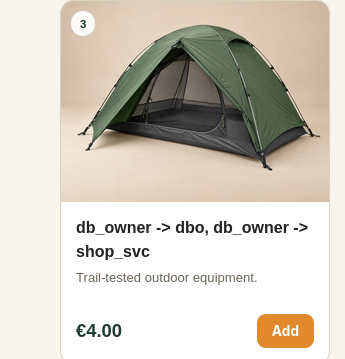 3
db_owner -> dbo, db_owner ->
shop_svc
Trail-tested outdoor equipment.
€4.00
Add